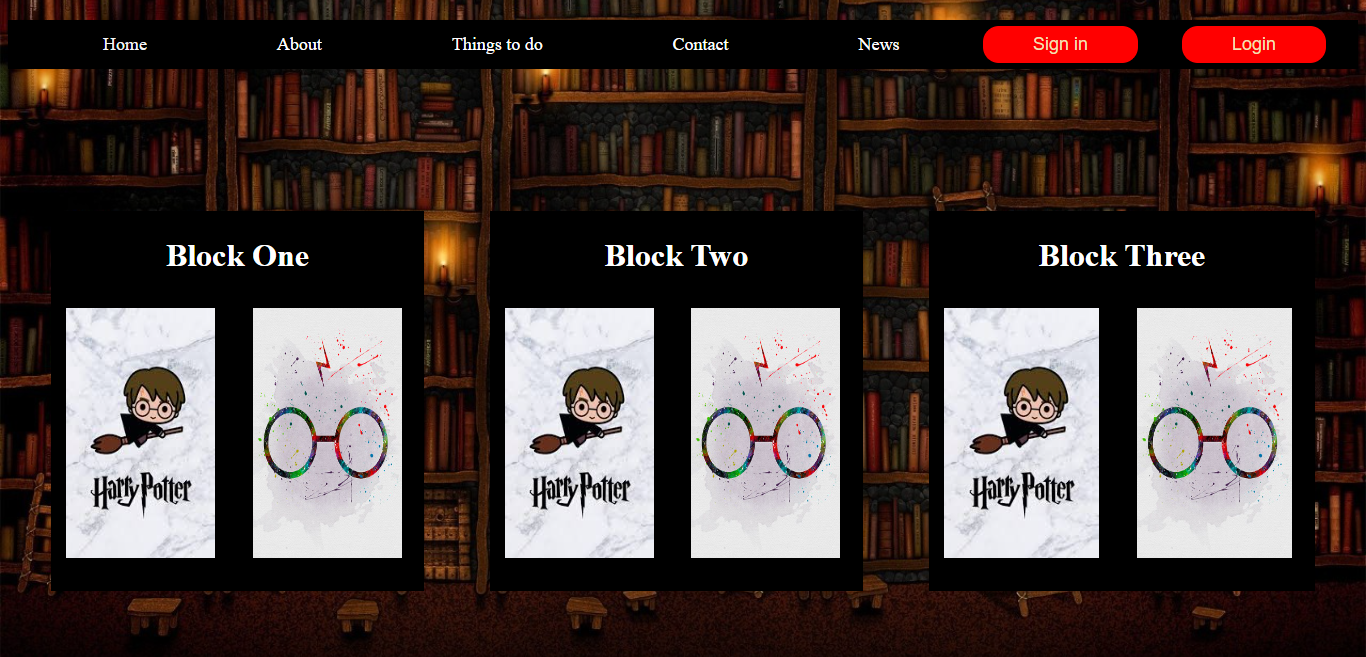 Home About Things to do Contact News Sign in Login
Block One Block Two Block Three
Harry Potter Harry Potter Harry Potter